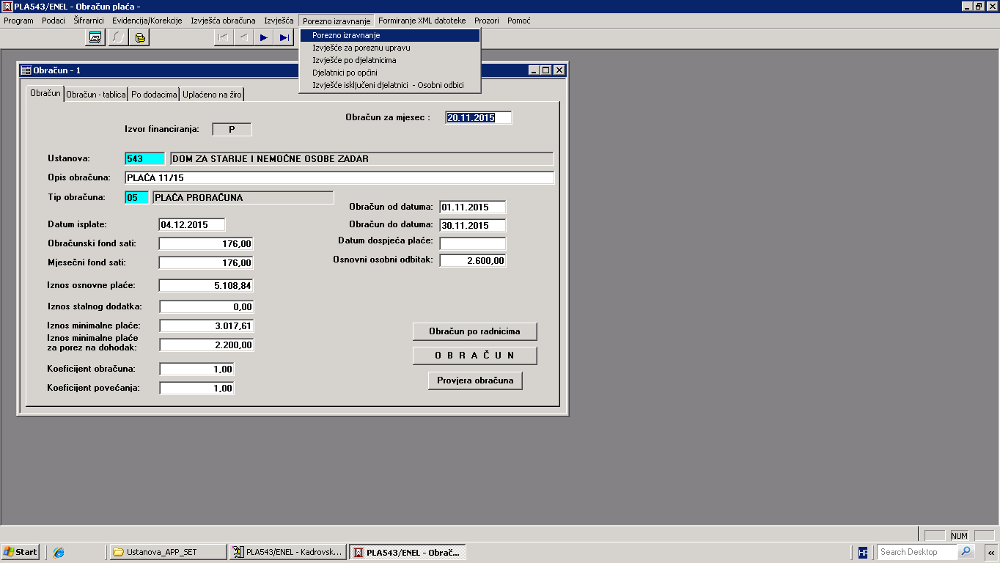 PLA543/ENEL - Obračun plaća -
Program Podaci Šifrarnici Evidencija/Korekcije Izvješća obračuna Izvješća Porezno izravnanje Formiranje XML datoteke Prozori Pomoć
Porezno izravnanje
Izvješće za poreznu upravu
Izvješće po djelatnicima
Djelatnici po općini
Izvješće isključeni djelatnici - Osobni odbici
Obračun - 1
Obračun Obračun - tablica Po dodacima Uplaćeno na žiro
Obračun za mjesec : 20.11.2015
Izvor financiranja: P
Ustanova: 543 DOM ZA STARIJE I NEMOĆNE OSOBE ZADAR
Opis obračuna: PLAĆA 11/15
Tip obračuna: 05 PLAĆA PRORAČUNA
Obračun od datuma: 01.11.2015
Datum isplate: 04.12.2015
Obračun do datuma: 30.11.2015
Obračunski fond sati: 176,00
Datum dospjeća plaće:
Mjesečni fond sati: 176,00
Osnovni osobni odbitak: 2.600,00
Iznos osnovne plaće: 5.108,84
Iznos stalnog dodatka: 0,00
Iznos minimalne plaće: 3.017,61
Iznos minimalne plaće
za porez na dohodak: 2.200,00
Koeficijent obračuna: 1,00
Koeficijent povećanja: 1,00
Obračun po radnicima
O B R A Č U N
Provjera obračuna
NUM
Start Ustanova_APP_SET PLA543/ENEL - Kadrovsk... PLA543/ENEL - Obrač... HR Search Desktop «